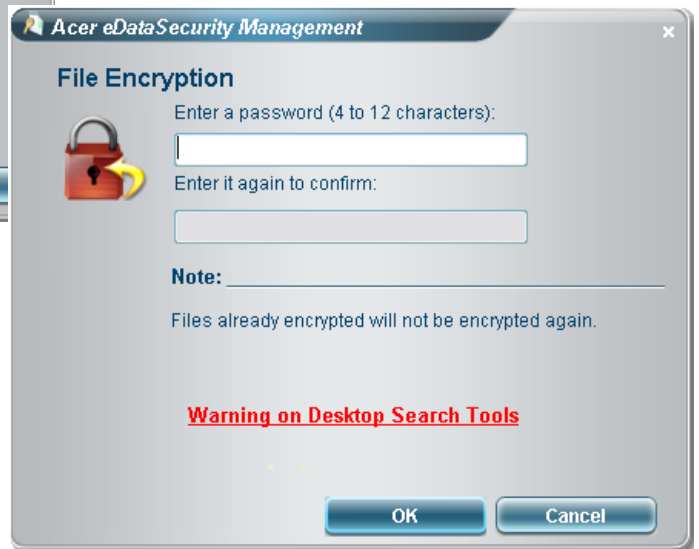 Acer eDataSecurity Management
File Encryption
Enter a password (4 to 12 characters):
Enter it again to confirm:
Note:
Files already encrypted will not be encrypted again.
Warning on Desktop Search Tools
OK
Cancel